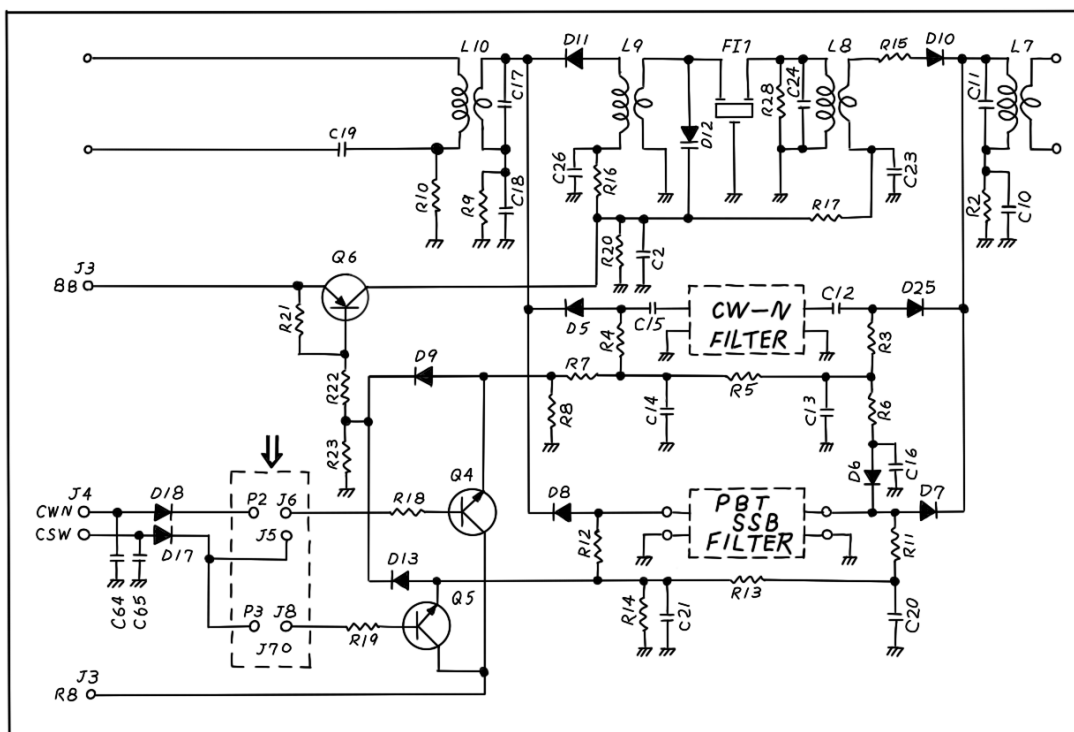 L10
C17
D11
L9
FI1
L8
R15
D10
L7
C24
R28
C11
D12
C19
C26
R16
C23
R10
R9
C18
R17
R2
C10
R20
C2
J3
8B
Q6
R21
D5
C15
CW-N
FILTER
C12
D25
R4
R3
D9
R7
R5
R22
R8
C14
C13
R6
R23
D6
C16
J4
CWN
CSW
D18
D17
P2
J6
J5
R18
Q4
D8
PBT
SSB
FILTER
D7
R12
R11
C64
C65
D13
R13
P3
J8
J7
R19
Q5
R14
C21
C20
J3
R8